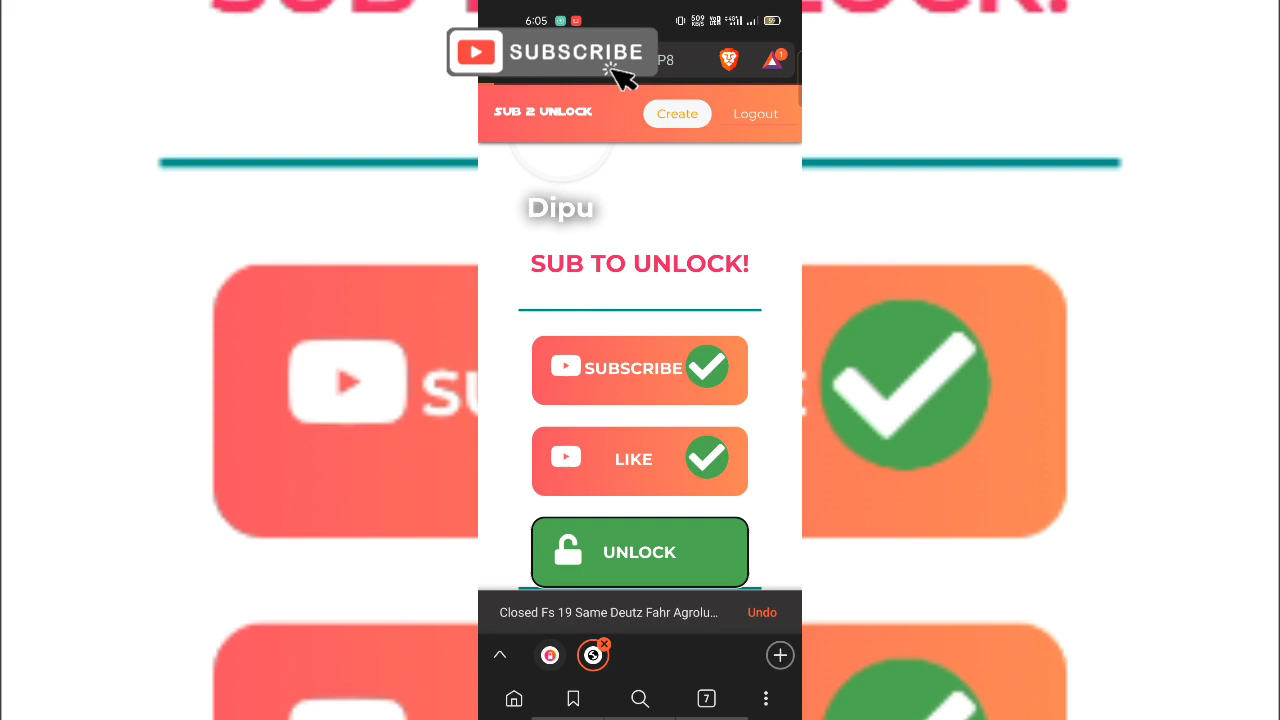 6:05
SUBSCRIBE
P8
1
SUB 2 UNLOCK
Create
Logout
Dipu
SUB TO UNLOCK!
SUBSCRIBE
LIKE
UNLOCK
Closed Fs 19 Same Deutz Fahr Agrolu...
Undo
7